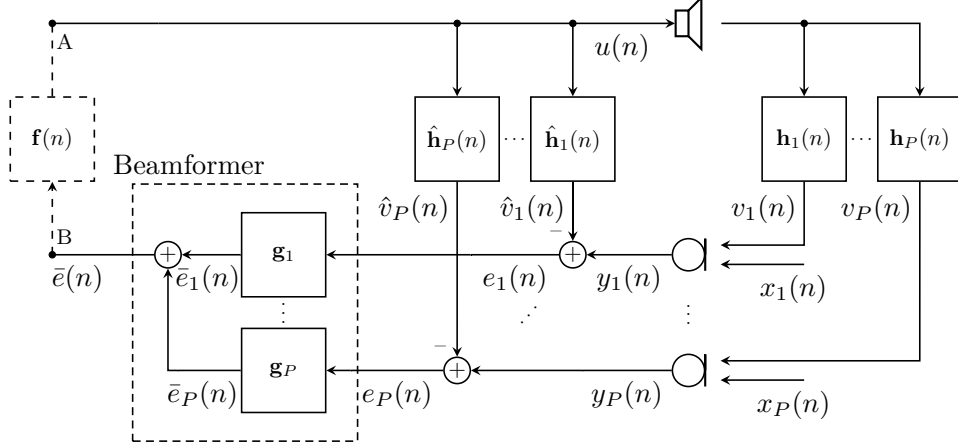 A
u(n)
f(n)
ĥ_P(n) ··· ĥ_1(n)
h_1(n) ··· h_P(n)
Beamformer
v̂_P(n)
v̂_1(n)
v_1(n)
v_P(n)
B
−
g_1
+
+
ē(n)
ē_1(n)
e_1(n)
y_1(n)
x_1(n)
⋮
⋰
⋮
−
g_P
+
ē_P(n)
e_P(n)
y_P(n)
x_P(n)